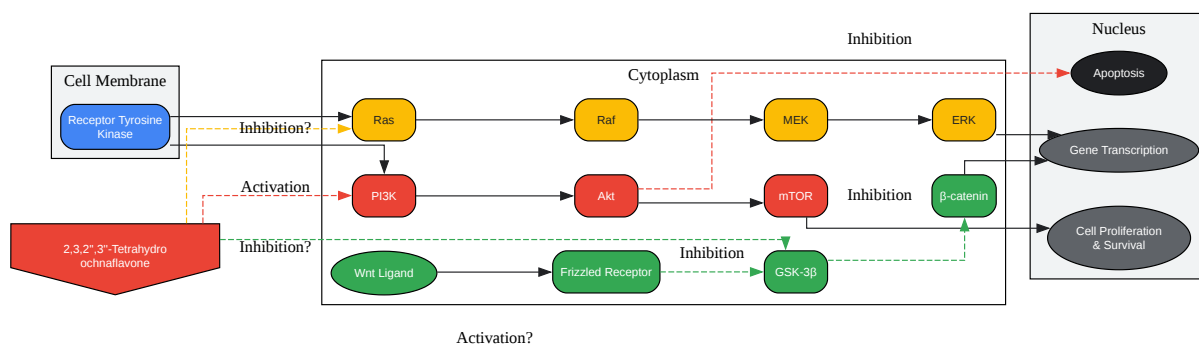 Nucleus
Inhibition
Cell Membrane
Cytoplasm
Apoptosis
Receptor Tyrosine
Kinase
Inhibition?
Ras
Raf
MEK
ERK
Gene Transcription
Activation
PI3K
Akt
mTOR
Inhibition
β-catenin
2,3,2",3"-Tetrahydro
ochnaflavone
Inhibition?
Inhibition
Cell Proliferation
& Survival
Wnt Ligand
Frizzled Receptor
GSK-3β
Activation?